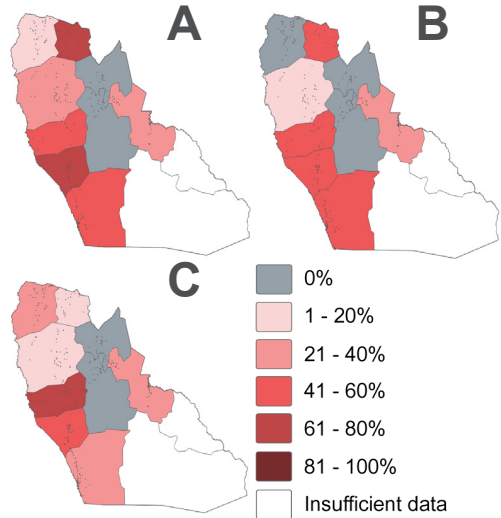 A
B
C
0%
1 - 20%
21 - 40%
41 - 60%
61 - 80%
81 - 100%
Insufficient data